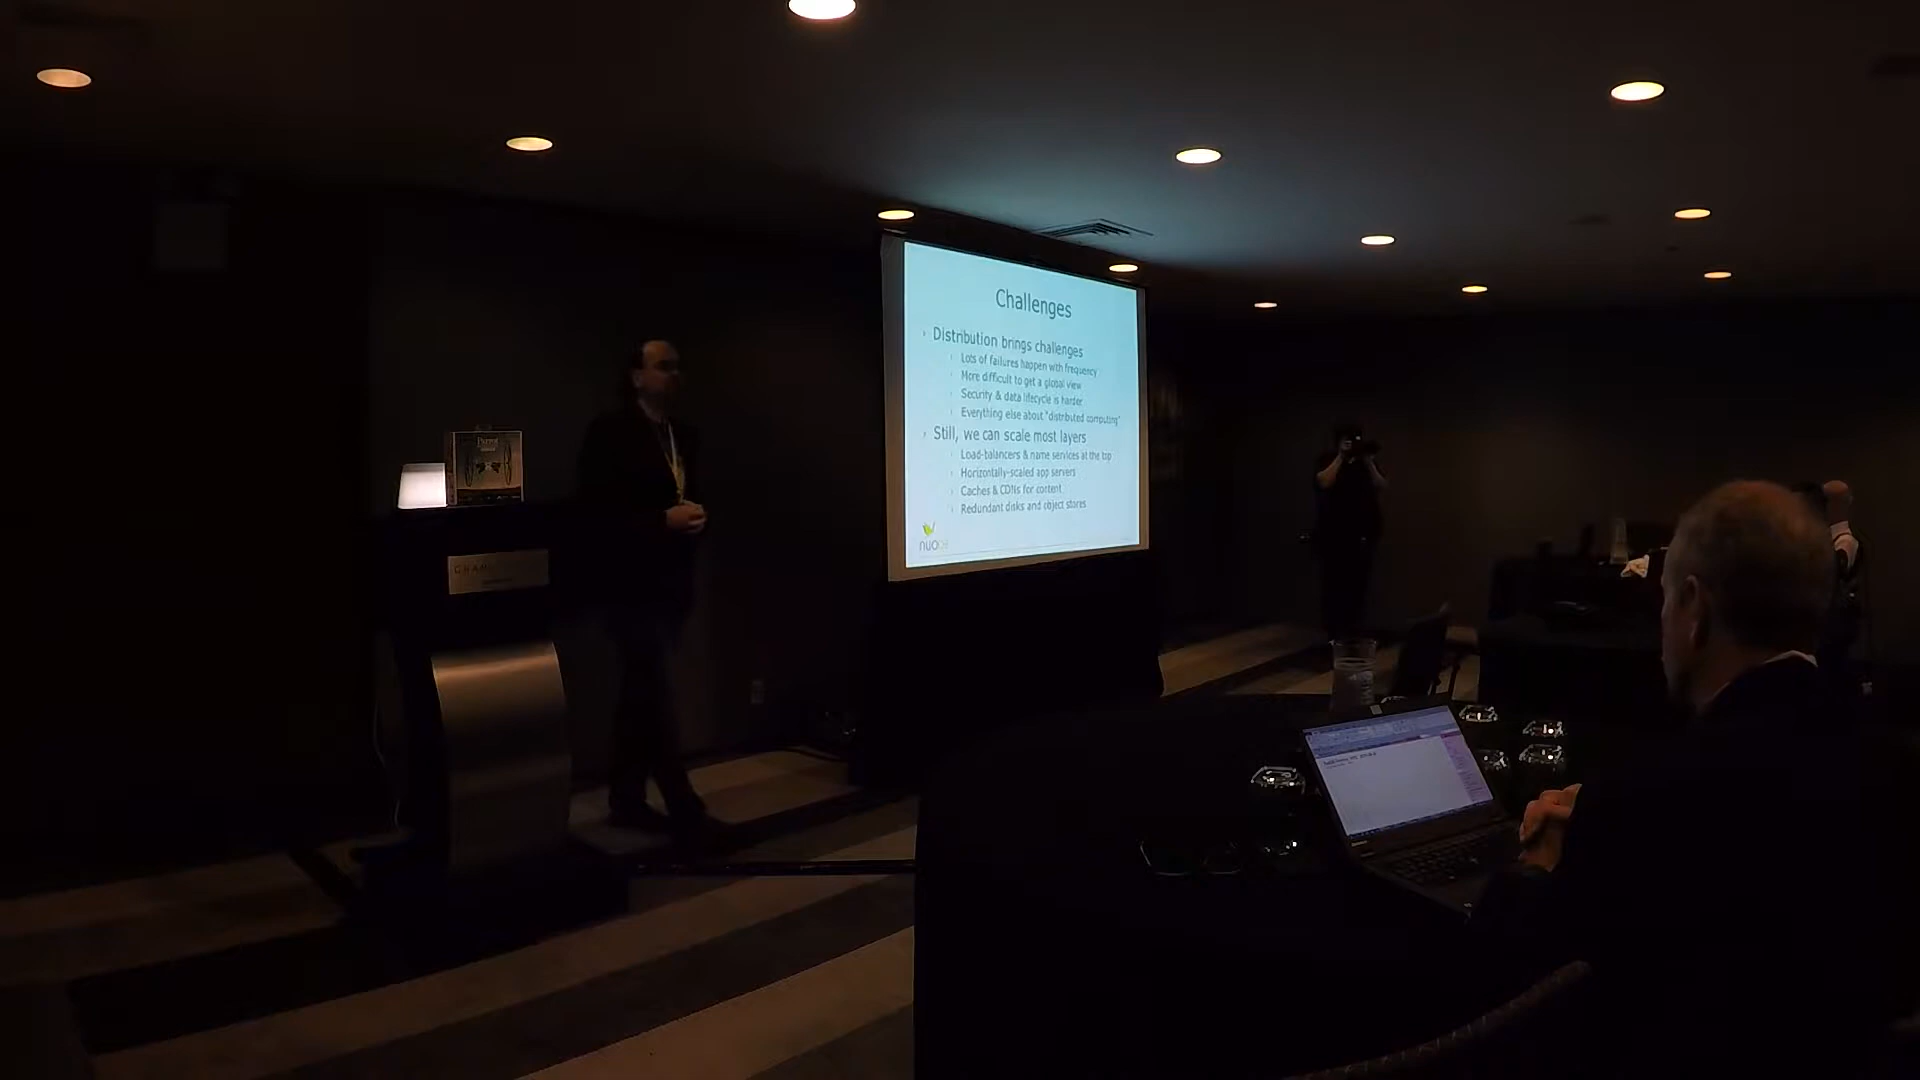 Challenges
Distribution brings challenges
Lots of failures happen with frequency
More difficult to get a global view
Security & data lifecycle is harder
Everything else about "distributed computing"
Still, we can scale most layers
Load-balancers & name services at the top
Horizontally-scaled app servers
Caches & CDNs for content
Redundant disks and object stores
Parrot